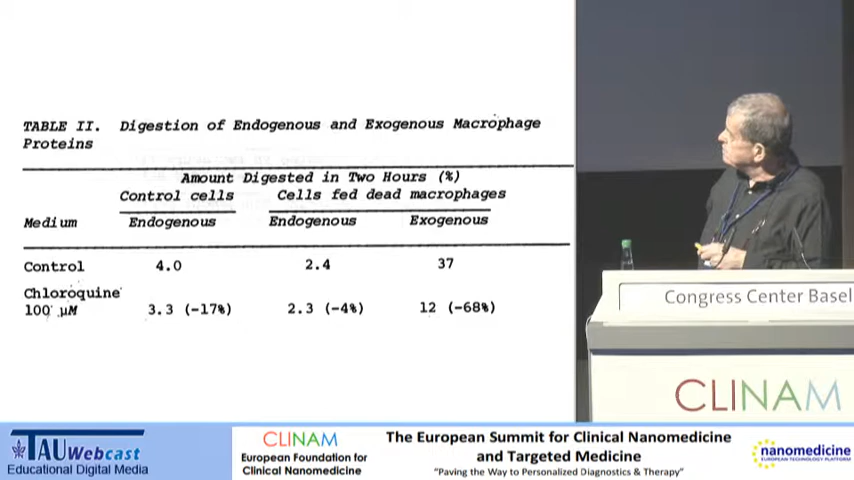 TABLE II. Digestion of Endogenous and Exogenous Macrophage
Proteins
Amount Digested in Two Hours (%)
Control cells Cells fed dead macrophages
Medium Endogenous Endogenous Exogenous
Control 4.0 2.4 37
Chloroquine
100 µM 3.3 (-17%) 2.3 (-4%) 12 (-68%)
Congress Center Basel
CLINAM
TAU Webcast
Educational Digital Media
CLINAM
European Foundation for
Clinical Nanomedicine
The European Summit for Clinical Nanomedicine
and Targeted Medicine
"Paving the Way to Personalized Diagnostics & Therapy"
nanomedicine
EUROPEAN TECHNOLOGY PLATFORM